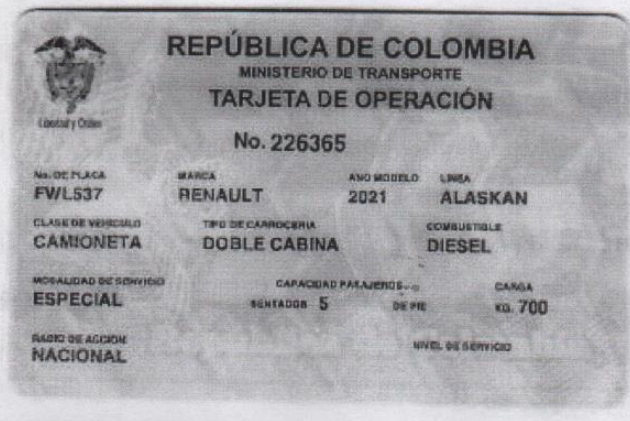 REPÚBLICA DE COLOMBIA
MINISTERIO DE TRANSPORTE
TARJETA DE OPERACIÓN
Libertad y Orden
No. 226365
No. DE PLACA MARCA AÑO MODELO LINEA
FWL537 RENAULT 2021 ALASKAN
CLASE DE VEHICULO TIPO DE CARROCERIA COMBUSTIBLE
CAMIONETA DOBLE CABINA DIESEL
MODALIDAD DE SERVICIO CAPACIDAD PASAJEROS CARGA
ESPECIAL SENTADOS 5 DE PIE KG. 700
RADIO DE ACCION NIVEL DE SERVICIO
NACIONAL